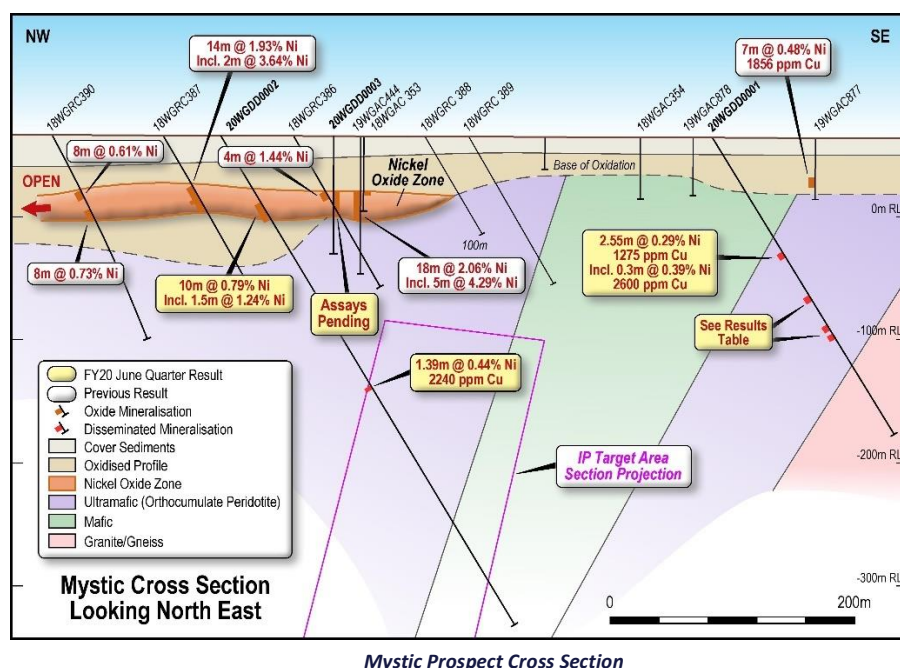 NW
SE
14m @ 1.93% Ni
Incl. 2m @ 3.64% Ni
7m @ 0.48% Ni
1856 ppm Cu
18WGRC390
18WGRC387
20WGDD0002
18WGRC386
20WGDD0003
19WGAC444
18WGAC 353
18WGRC 388
18WGRC 389
18WGAC354
19WGAC878
20WGDD0001
19WGAC877
8m @ 0.61% Ni
4m @ 1.44% Ni
Nickel
Oxide Zone
Base of Oxidation
OPEN
0m RL
100m
8m @ 0.73% Ni
10m @ 0.79% Ni
Incl. 1.5m @ 1.24% Ni
18m @ 2.06% Ni
Incl. 5m @ 4.29% Ni
Assays
Pending
2.55m @ 0.29% Ni
1275 ppm Cu
Incl. 0.3m @ 0.39% Ni
2600 ppm Cu
See Results
Table
-100m RL
1.39m @ 0.44% Ni
2240 ppm Cu
FY20 June Quarter Result
Previous Result
Oxide Mineralisation
Disseminated Mineralisation
Cover Sediments
Oxidised Profile
Nickel Oxide Zone
Ultramafic (Orthocumulate Peridotite)
Mafic
Granite/Gneiss
IP Target Area
Section Projection
-200m RL
Mystic Cross Section
Looking North East
-300m RL
0
200m
Mystic Prospect Cross Section